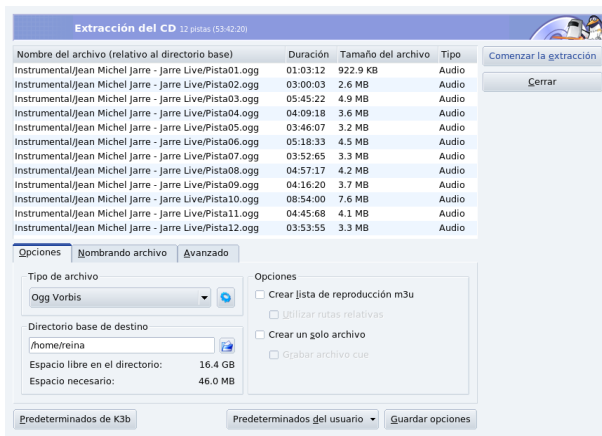 Extracción del CD 12 pistas (53:42:20)
Nombre del archivo (relativo al directorio base) Duración Tamaño del archivo Tipo
Instrumental/Jean Michel Jarre - Jarre Live/Pista01.ogg 01:03:12 922.9 KB Audio
Instrumental/Jean Michel Jarre - Jarre Live/Pista02.ogg 03:00:03 2.6 MB Audio
Instrumental/Jean Michel Jarre - Jarre Live/Pista03.ogg 05:45:22 4.9 MB Audio
Instrumental/Jean Michel Jarre - Jarre Live/Pista04.ogg 04:09:18 3.6 MB Audio
Instrumental/Jean Michel Jarre - Jarre Live/Pista05.ogg 03:46:07 3.2 MB Audio
Instrumental/Jean Michel Jarre - Jarre Live/Pista06.ogg 05:18:33 4.5 MB Audio
Instrumental/Jean Michel Jarre - Jarre Live/Pista07.ogg 03:52:65 3.3 MB Audio
Instrumental/Jean Michel Jarre - Jarre Live/Pista08.ogg 04:57:17 4.2 MB Audio
Instrumental/Jean Michel Jarre - Jarre Live/Pista09.ogg 04:16:20 3.7 MB Audio
Instrumental/Jean Michel Jarre - Jarre Live/Pista10.ogg 08:54:00 7.6 MB Audio
Instrumental/Jean Michel Jarre - Jarre Live/Pista11.ogg 04:45:68 4.1 MB Audio
Instrumental/Jean Michel Jarre - Jarre Live/Pista12.ogg 03:53:55 3.3 MB Audio
Comenzar la extracción
Cerrar
Opciones Nombrando archivo Avanzado
Tipo de archivo
Ogg Vorbis
Directorio base de destino
/home/reina
Espacio libre en el directorio: 16.4 GB
Espacio necesario: 46.0 MB
Opciones
Crear lista de reproducción m3u
Utilizar rutas relativas
Crear un solo archivo
Grabar archivo cue
Predeterminados de K3b Predeterminados del usuario Guardar opciones